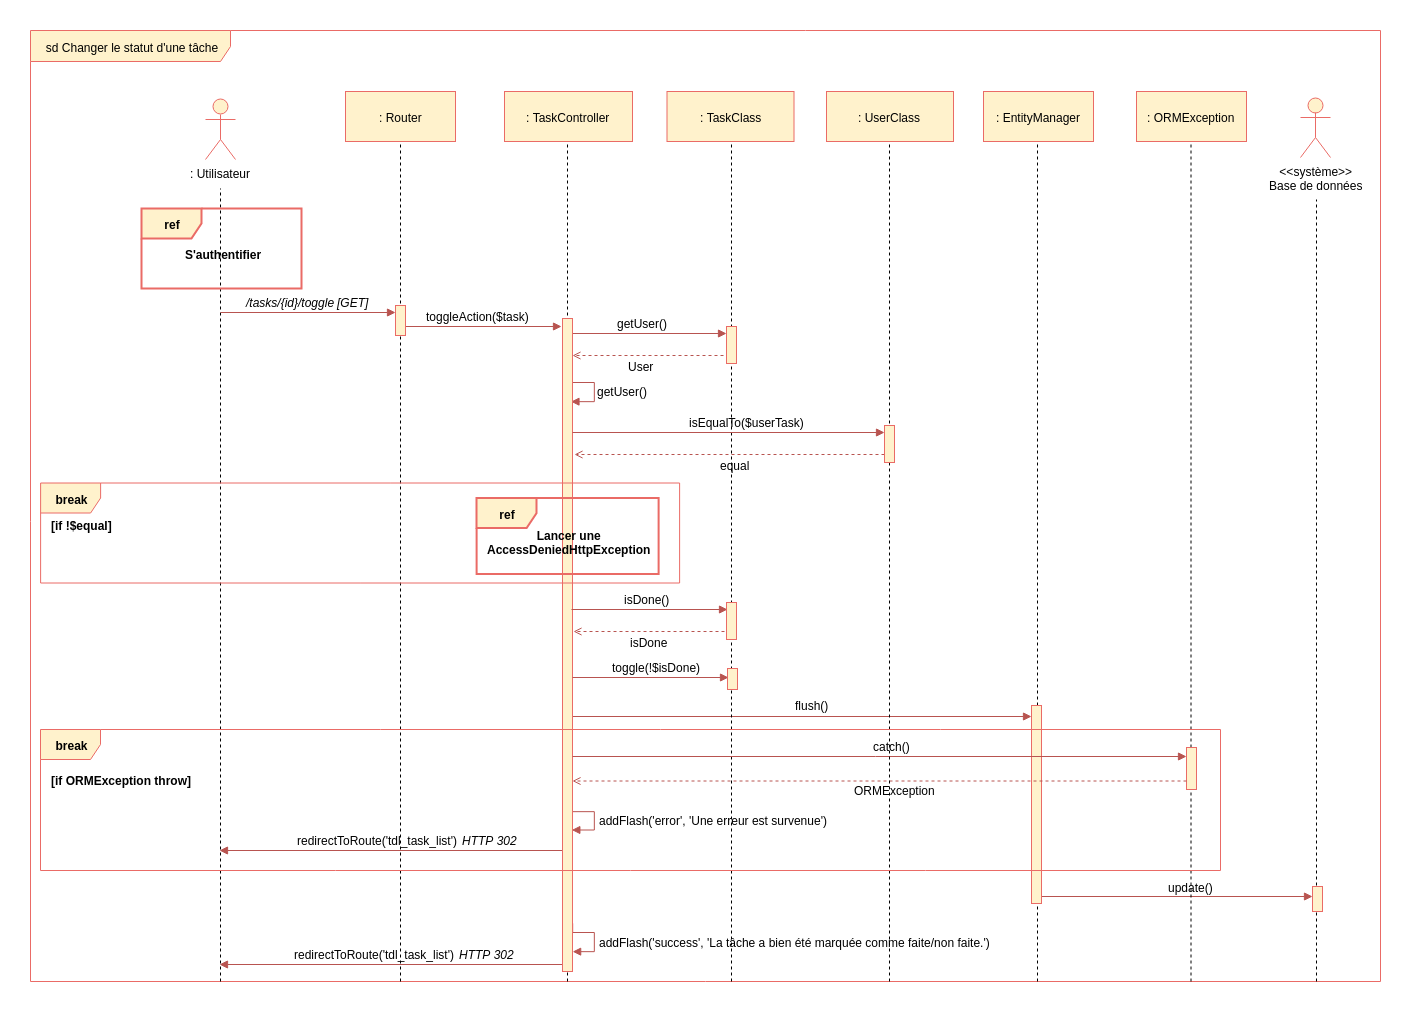 sd Changer le statut d'une tâche
: Utilisateur
: Router
: TaskController
: TaskClass
: UserClass
: EntityManager
: ORMException
<<système>>
Base de données
ref
S'authentifier
/tasks/{id}/toggle [GET]
toggleAction($task)
getUser()
User
getUser()
isEqualTo($userTask)
equal
break
[if !$equal]
ref
Lancer une
AccessDeniedHttpException
isDone()
isDone
toggle(!$isDone)
flush()
break
[if ORMException throw]
catch()
ORMException
addFlash('error', 'Une erreur est survenue')
redirectToRoute('tdl_task_list') HTTP 302
update()
addFlash('success', 'La tâche a bien été marquée comme faite/non faite.')
redirectToRoute('tdl_task_list') HTTP 302